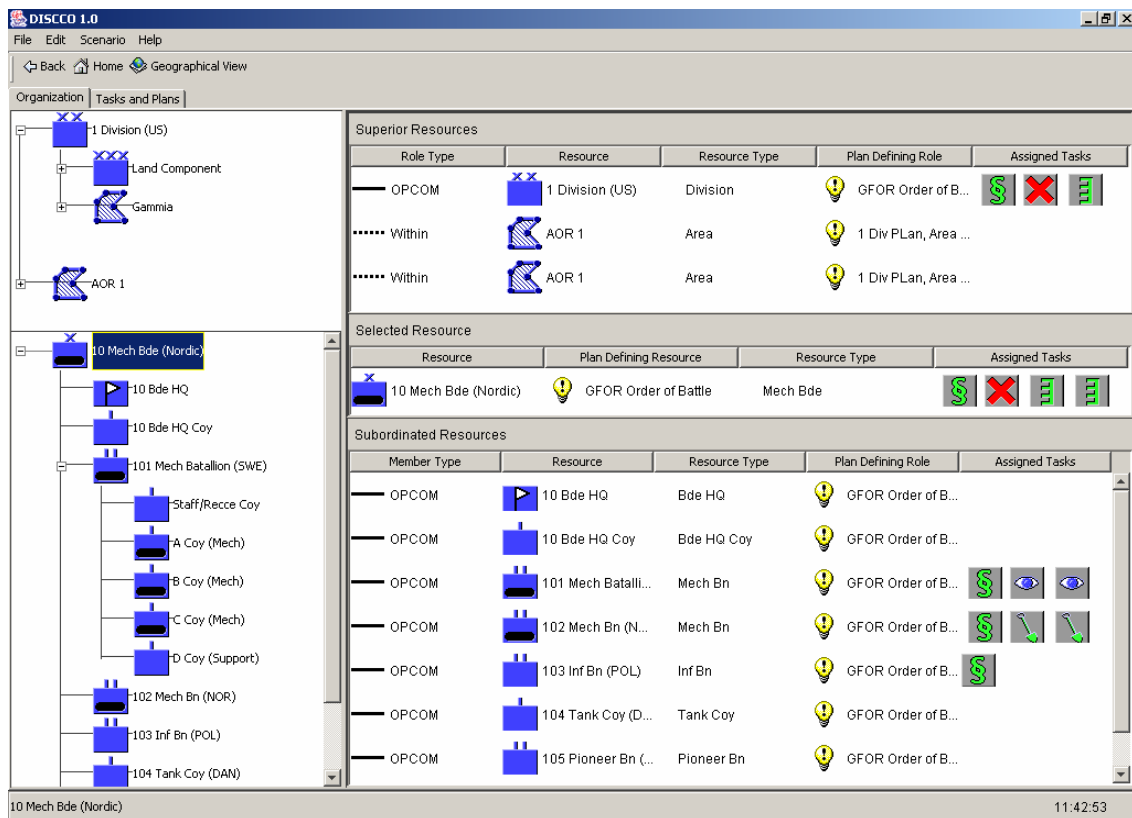 DISCCO 1.0
File Edit Scenario Help
Back Home Geographical View
Organization Tasks and Plans
1 Division (US)
Land Component
Gammia
AOR 1
10 Mech Bde (Nordic)
10 Bde HQ
10 Bde HQ Coy
101 Mech Batallion (SWE)
Staff/Recce Coy
A Coy (Mech)
B Coy (Mech)
C Coy (Mech)
D Coy (Support)
102 Mech Bn (NOR)
103 Inf Bn (POL)
104 Tank Coy (DAN)
Superior Resources
Role Type Resource Resource Type Plan Defining Role Assigned Tasks
OPCOM 1 Division (US) Division GFOR Order of B...
Within AOR 1 Area 1 Div PLan, Area ...
Within AOR 1 Area 1 Div PLan, Area ...
Selected Resource
Resource Plan Defining Resource Resource Type Assigned Tasks
10 Mech Bde (Nordic) GFOR Order of Battle Mech Bde
Subordinated Resources
Member Type Resource Resource Type Plan Defining Role Assigned Tasks
OPCOM 10 Bde HQ Bde HQ GFOR Order of B...
OPCOM 10 Bde HQ Coy Bde HQ Coy GFOR Order of B...
OPCOM 101 Mech Batalli... Mech Bn GFOR Order of B...
OPCOM 102 Mech Bn (N... Mech Bn GFOR Order of B...
OPCOM 103 Inf Bn (POL) Inf Bn GFOR Order of B...
OPCOM 104 Tank Coy (D... Tank Coy GFOR Order of B...
OPCOM 105 Pioneer Bn (... Pioneer Bn GFOR Order of B...
10 Mech Bde (Nordic) 11:42:53